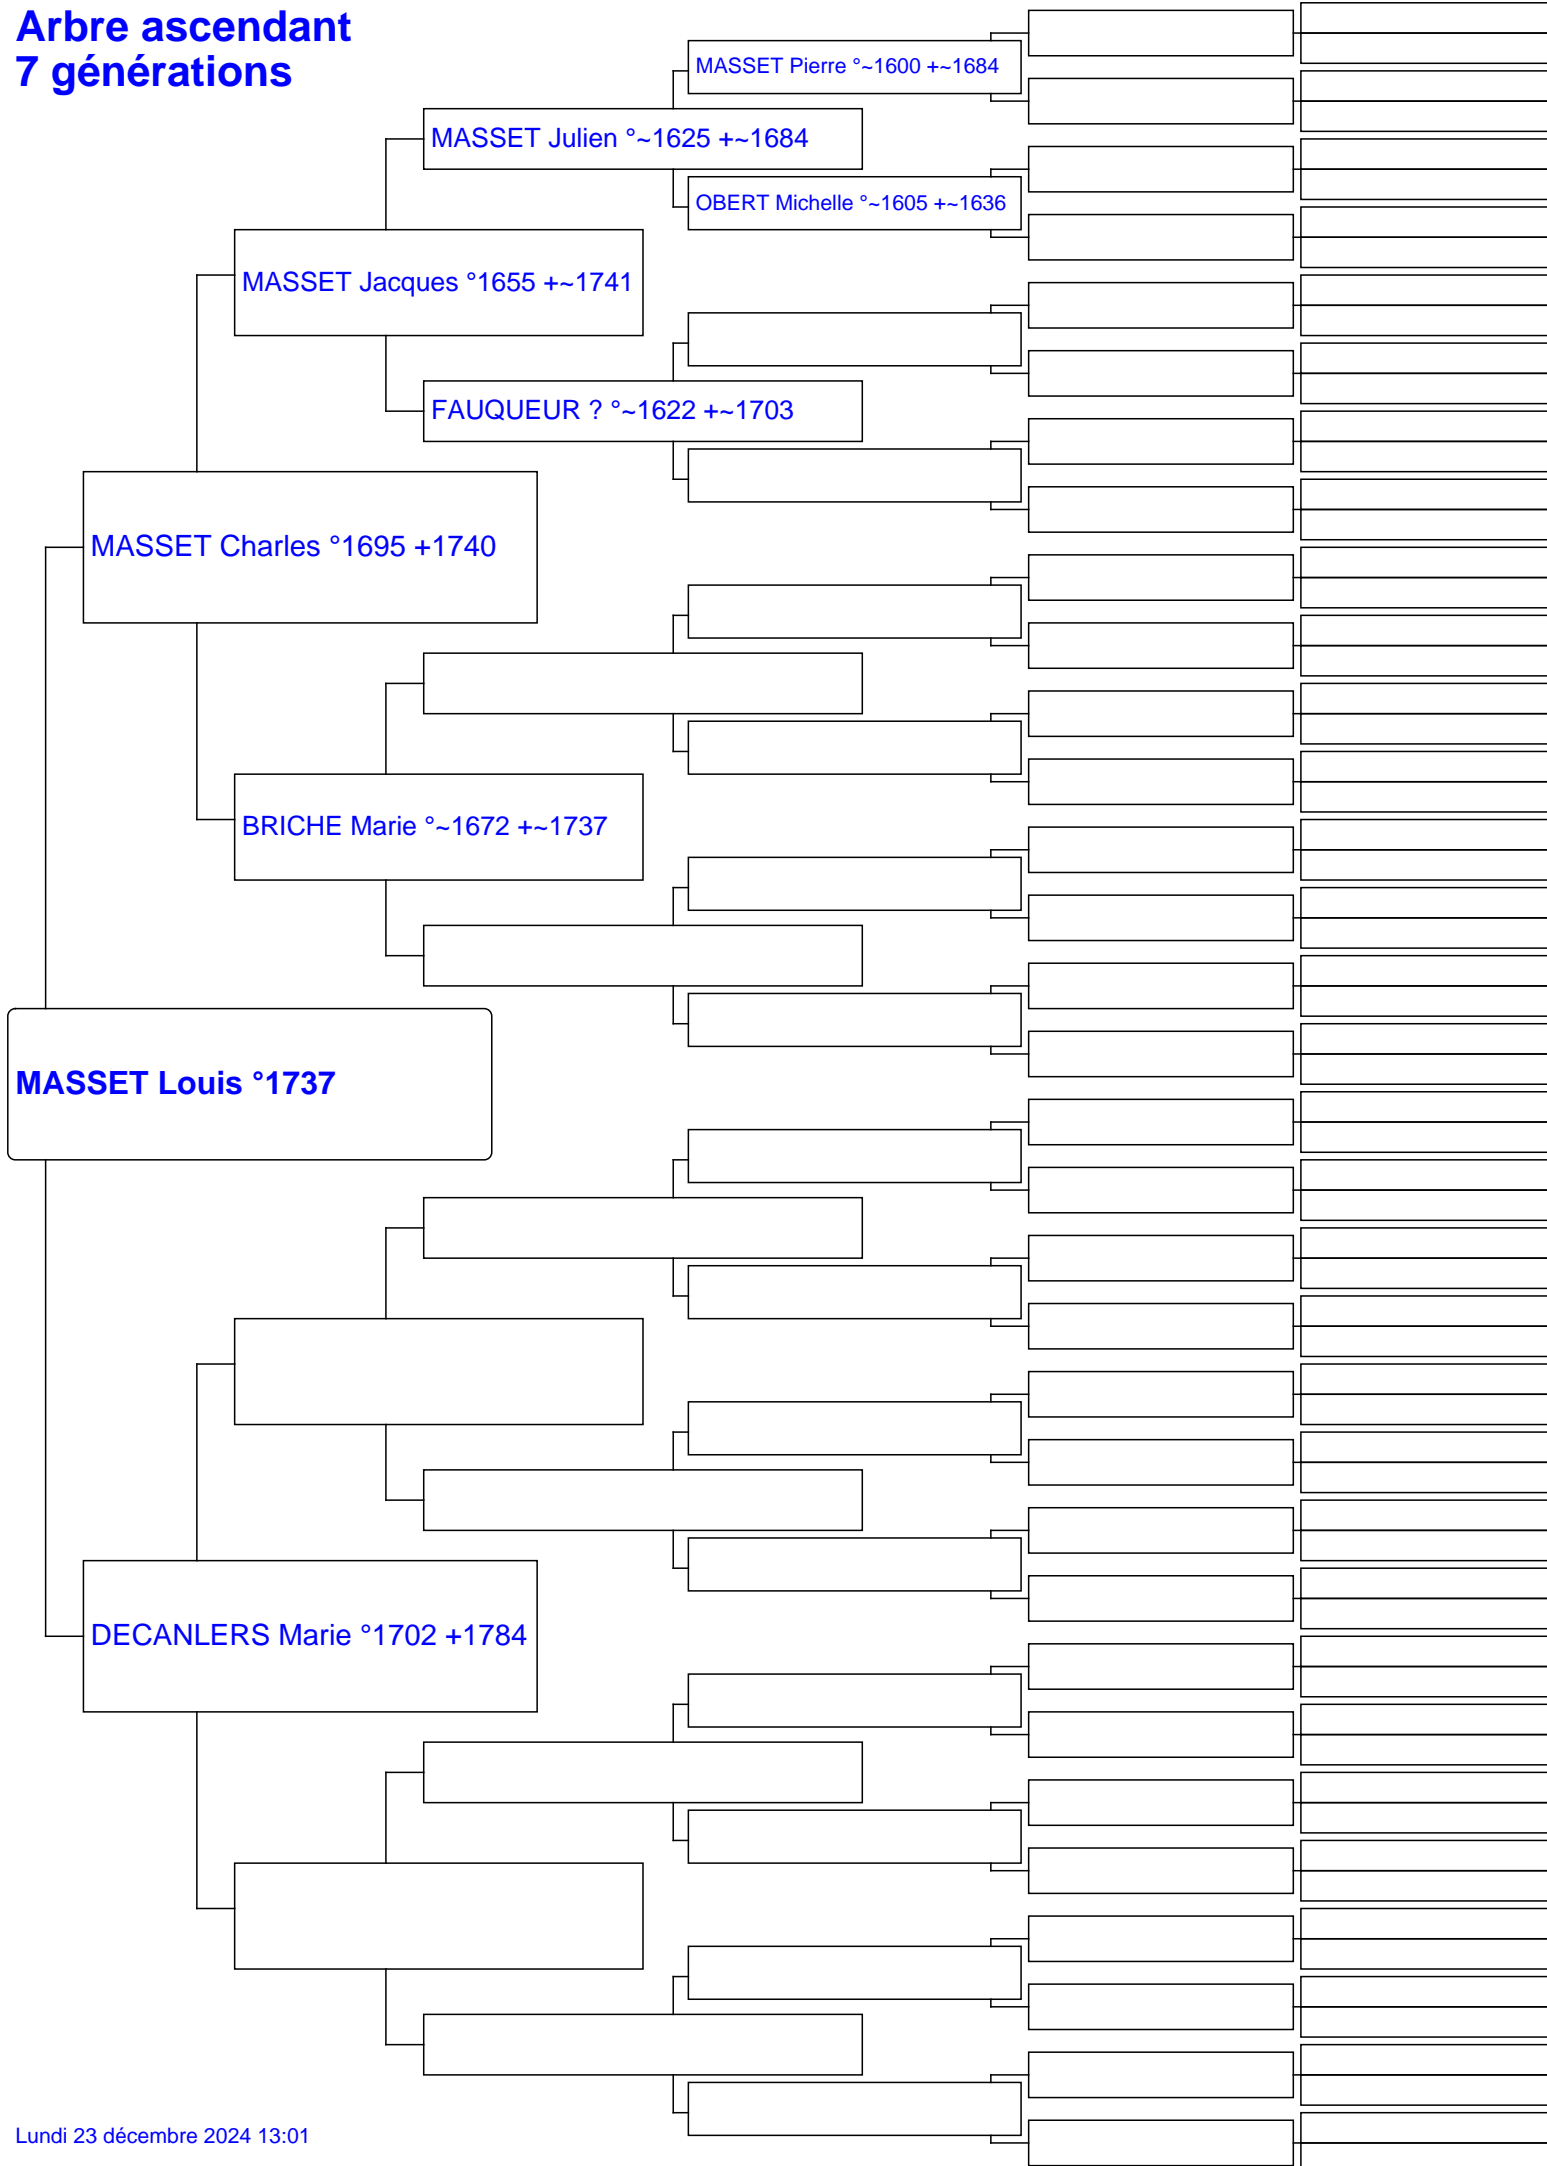 Arbre ascendant
7 générations
MASSET Pierre °~1600 +~1684
MASSET Julien °~1625 +~1684
OBERT Michelle °~1605 +~1636
MASSET Jacques °1655 +~1741
FAUQUEUR ? °~1622 +~1703
MASSET Charles °1695 +1740
BRICHE Marie °~1672 +~1737
MASSET Louis °1737
DECANLERS Marie °1702 +1784
Lundi 23 décembre 2024 13:01